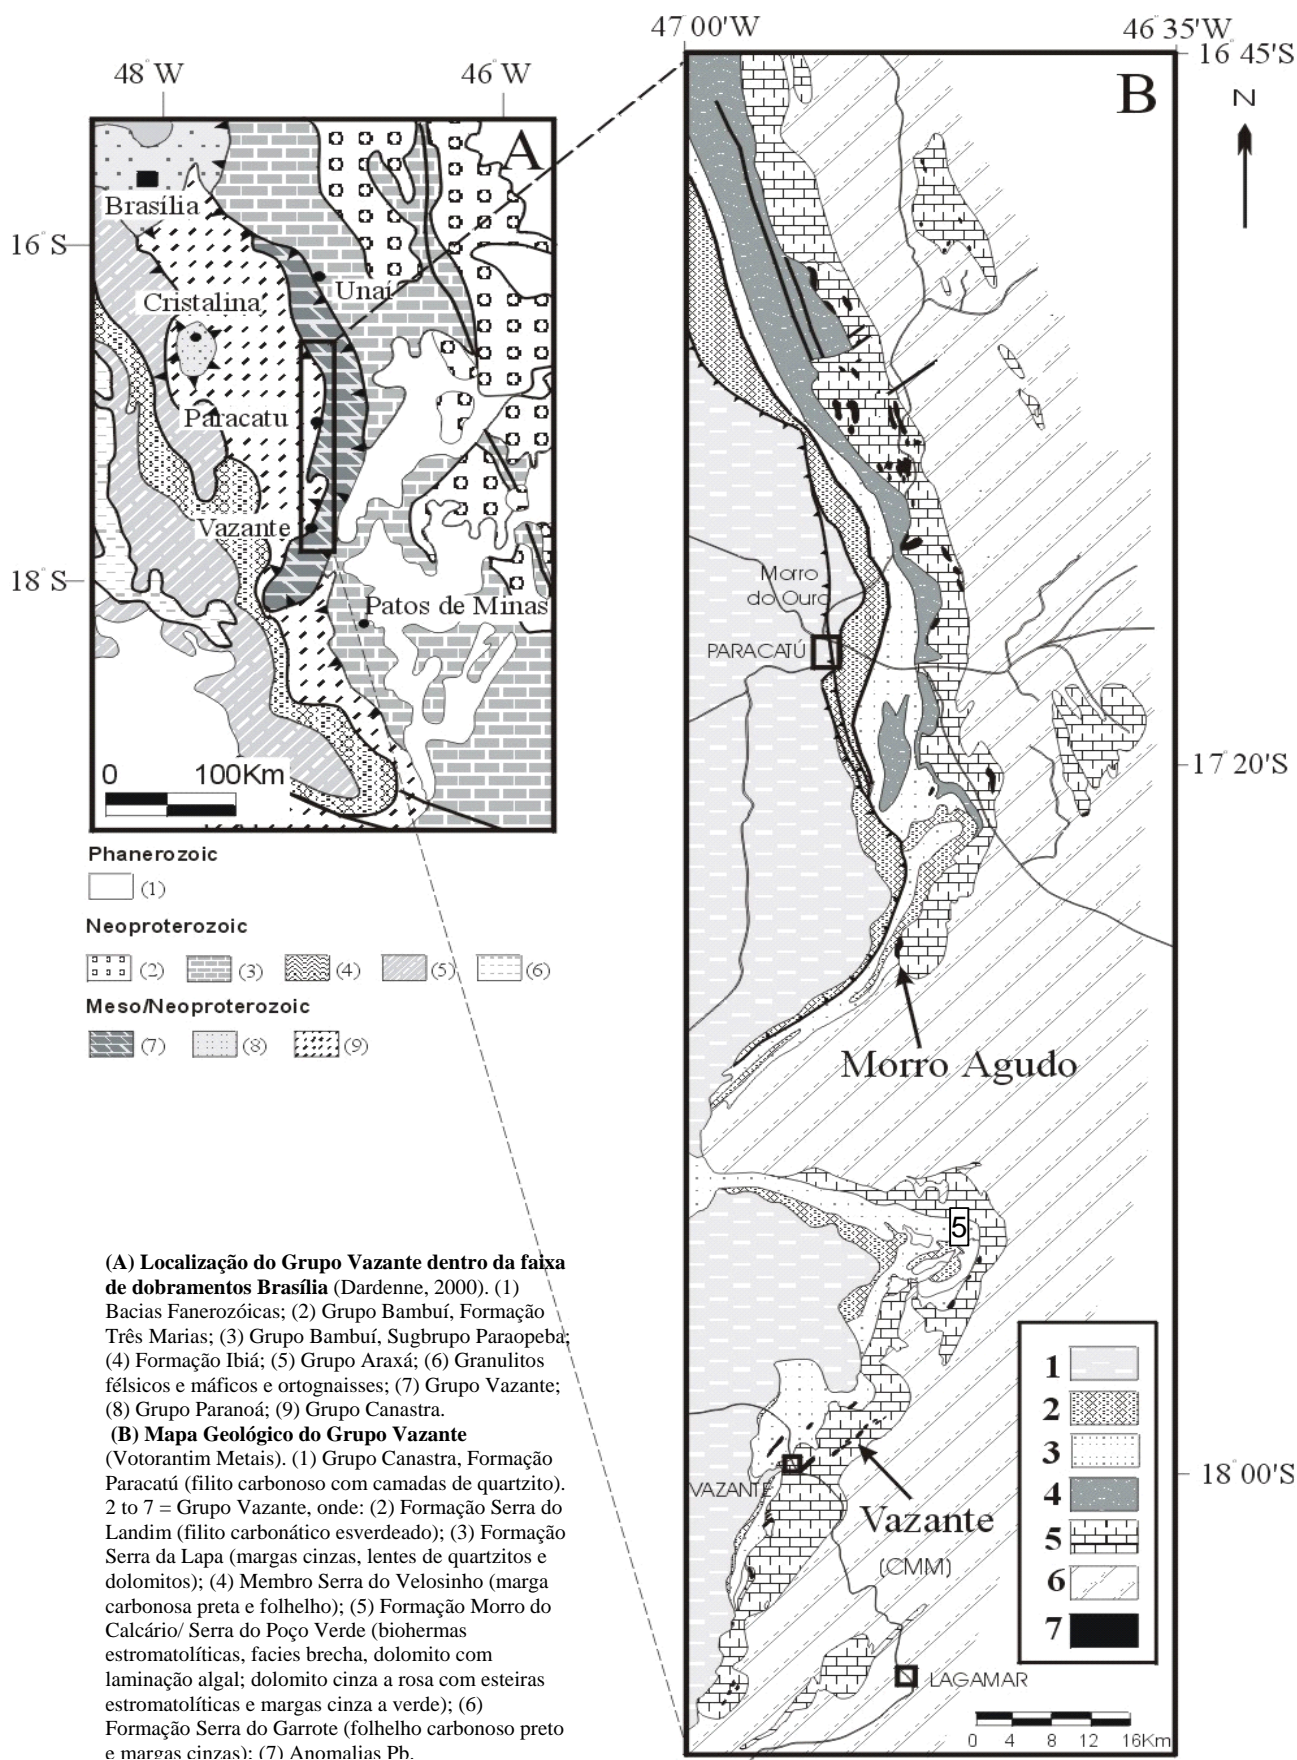 47°00'W
46°35'W
16°45'S
48°W
46°W
B
N
A
Brasília
16°S
Unaí
Cristalina
Paracatu
Vazante
18°S
Patos de Minas
0 100Km
Morro
do Ouro
PARACATÚ
17°20'S
Phanerozoic
(1)
Neoproterozoic
(2) (3) (4) (5) (6)
Meso/Neoproterozoic
(7) (8) (9)
Morro Agudo
5
(A) Localização do Grupo Vazante dentro da faixa
de dobramentos Brasília (Dardenne, 2000). (1)
Bacias Fanerozóicas; (2) Grupo Bambuí, Formação
Três Marias; (3) Grupo Bambuí, Sugbrupo Paraopeba;
(4) Formação Ibiá; (5) Grupo Araxá; (6) Granulitos
félsicos e máficos e ortognaisses; (7) Grupo Vazante;
(8) Grupo Paranoá; (9) Grupo Canastra.
(B) Mapa Geológico do Grupo Vazante
(Votorantim Metais). (1) Grupo Canastra, Formação
Paracatú (filito carbonoso com camadas de quartzito).
2 to 7 = Grupo Vazante, onde: (2) Formação Serra do
Landim (filito carbonático esverdeado); (3) Formação
Serra da Lapa (margas cinzas, lentes de quartzitos e
dolomitos); (4) Membro Serra do Velosinho (marga
carbonosa preta e folhelho); (5) Formação Morro do
Calcário/ Serra do Poço Verde (biohermas
estromatolíticas, facies brecha, dolomito com
laminação algal; dolomito cinza a rosa com esteiras
estromatolíticas e margas cinza a verde); (6)
Formação Serra do Garrote (folhelho carbonoso preto
e margas cinzas); (7) Anomalias Pb.
1
2
3
4
5
6
7
VAZANTE
18°00'S
Vazante
(CMM)
LAGAMAR
0 4 8 12 16Km